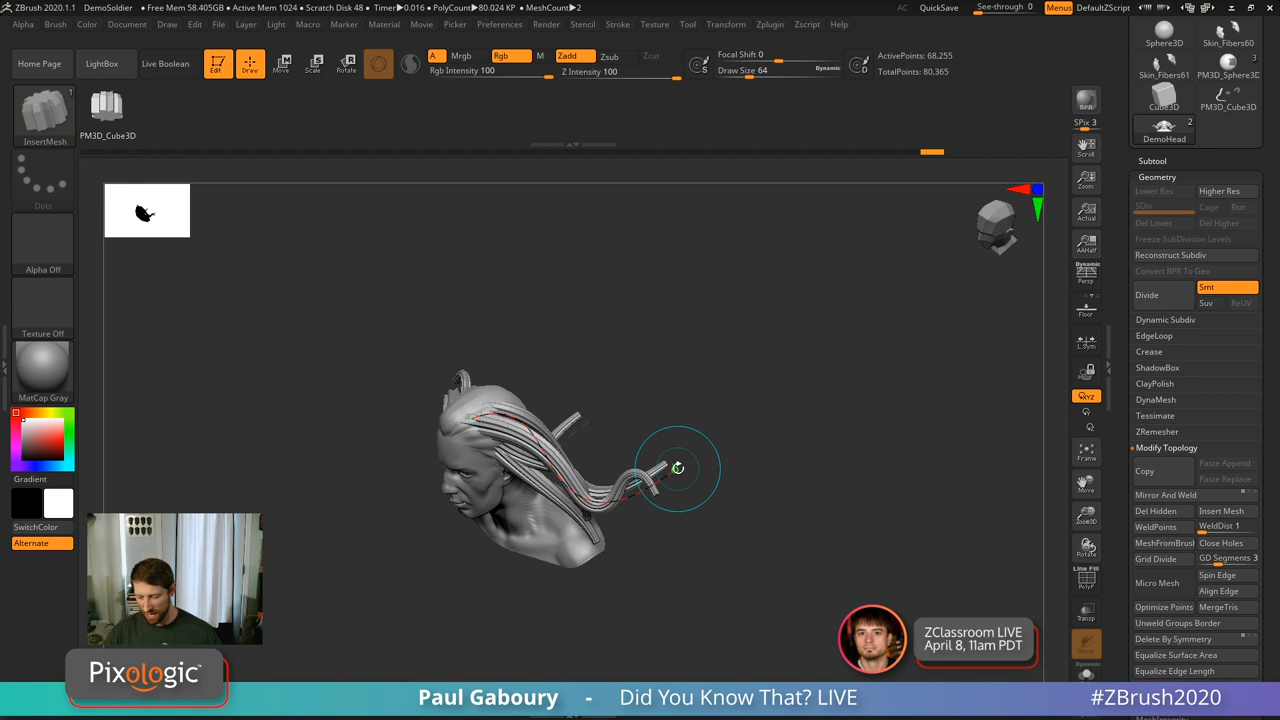 ZBrush 2020.1.1 DemoSoldier • Free Mem 58.405GB • Active Mem 1024 • Scratch Disk 48 • Timer▶0.016 • PolyCount▶80.024 KP • MeshCount▶2 AC QuickSave See-through 0 Menus DefaultZScript
Alpha Brush Color Document Draw Edit File Layer Light Macro Marker Material Movie Picker Preferences Render Stencil Stroke Texture Tool Transform Zplugin Zscript Help
Home Page LightBox Live Boolean Edit Draw Move Scale Rotate
A Mrgb Rgb M Zadd Zsub Zcut
Rgb Intensity 100 Z Intensity 100
Focal Shift 0
Draw Size 64 Dynamic
S D
ActivePoints: 68,255
TotalPoints: 80,365
1
InsertMesh
PM3D_Cube3D
Dots
Alpha Off
Texture Off
MatCap Gray
Gradient
SwitchColor
Alternate
BPR
SPix 3
Scroll
Zoom
Actual
AAHalf
Dynamic
Persp
Floor
L.Sym
XYZ
Frame
Move
Zoom3D
Rotate
Line Fill
PolyF
Transp
Dynamic
Sphere3D Skin_Fibers60
3
Skin_Fibers61 PM3D_Sphere3D
Cube3D PM3D_Cube3D
2
DemoHead
Subtool
Geometry
Lower Res Higher Res
SDiv Cage Rstr
Del Lower Del Higher
Freeze SubDivision Levels
Reconstruct Subdiv
Convert BPR To Geo
Divide Smt
Suv ReUV
Dynamic Subdiv
EdgeLoop
Crease
ShadowBox
ClayPolish
DynaMesh
Tessimate
ZRemesher
Modify Topology
Copy Paste Append
Paste Replace
Mirror And Weld
Del Hidden Insert Mesh
WeldPoints WeldDist 1
MeshFromBrush Close Holes
Grid Divide GD Segments 3
Micro Mesh Spin Edge
Align Edge
Optimize Points MergeTris
Unweld Groups Border
Delete By Symmetry
Equalize Surface Area
Equalize Edge Length
MeshIntegrity
ZClassroom LIVE
April 8, 11am PDT
Pixologic™
Paul Gaboury - Did You Know That? LIVE #ZBrush2020